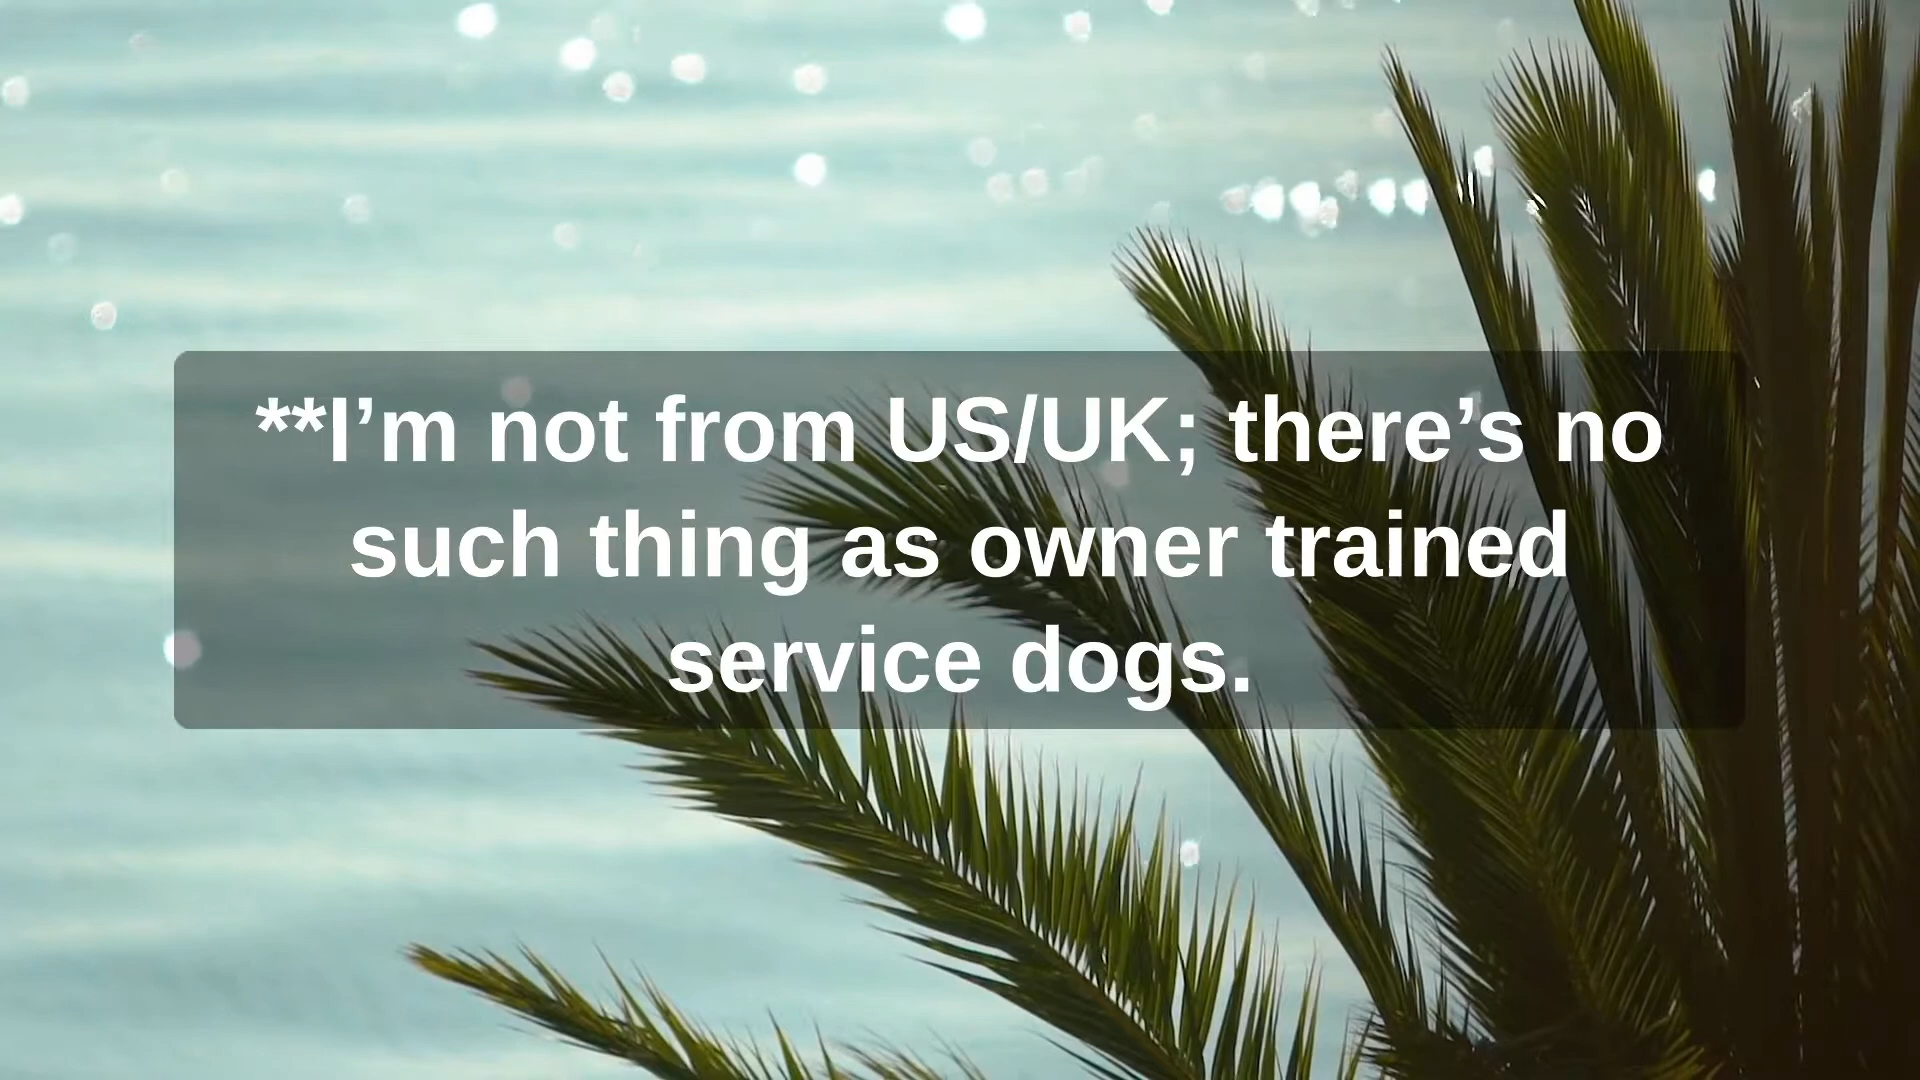 **I’m not from US/UK; there’s no
such thing as owner trained
service dogs.